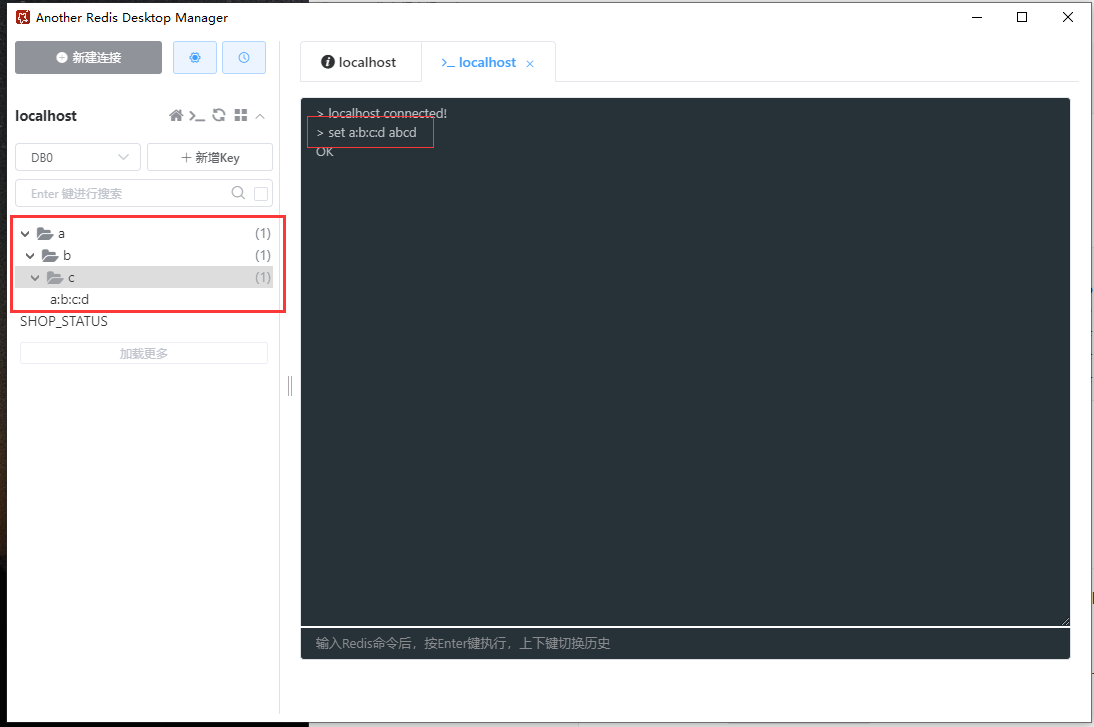 Another Redis Desktop Manager
新建连接
localhost
DB0
新增Key
Enter 键进行搜索
a (1)
b (1)
c (1)
a:b:c:d
SHOP_STATUS
加载更多
localhost
>_ localhost
> localhost connected!
> set a:b:c:d abcd
OK
输入Redis命令后，按Enter键执行，上下键切换历史